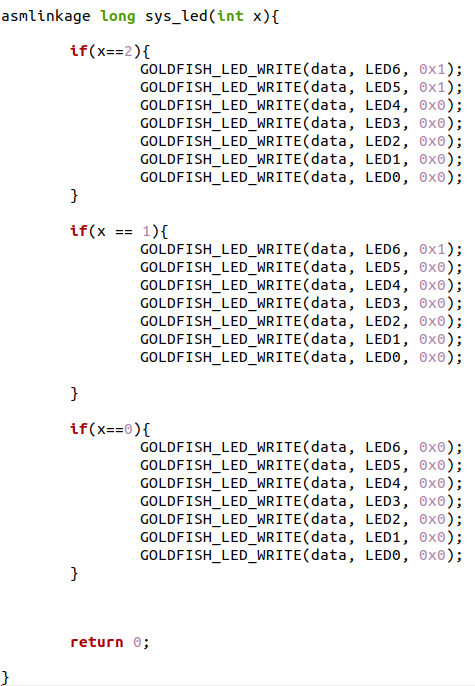 asmlinkage long sys_led(int x){
if(x==2){
GOLDFISH_LED_WRITE(data, LED6, 0x1);
GOLDFISH_LED_WRITE(data, LED5, 0x1);
GOLDFISH_LED_WRITE(data, LED4, 0x0);
GOLDFISH_LED_WRITE(data, LED3, 0x0);
GOLDFISH_LED_WRITE(data, LED2, 0x0);
GOLDFISH_LED_WRITE(data, LED1, 0x0);
GOLDFISH_LED_WRITE(data, LED0, 0x0);
}
if(x == 1){
GOLDFISH_LED_WRITE(data, LED6, 0x1);
GOLDFISH_LED_WRITE(data, LED5, 0x0);
GOLDFISH_LED_WRITE(data, LED4, 0x0);
GOLDFISH_LED_WRITE(data, LED3, 0x0);
GOLDFISH_LED_WRITE(data, LED2, 0x0);
GOLDFISH_LED_WRITE(data, LED1, 0x0);
GOLDFISH_LED_WRITE(data, LED0, 0x0);
}
if(x==0){
GOLDFISH_LED_WRITE(data, LED6, 0x0);
GOLDFISH_LED_WRITE(data, LED5, 0x0);
GOLDFISH_LED_WRITE(data, LED4, 0x0);
GOLDFISH_LED_WRITE(data, LED3, 0x0);
GOLDFISH_LED_WRITE(data, LED2, 0x0);
GOLDFISH_LED_WRITE(data, LED1, 0x0);
GOLDFISH_LED_WRITE(data, LED0, 0x0);
}
return 0;
}